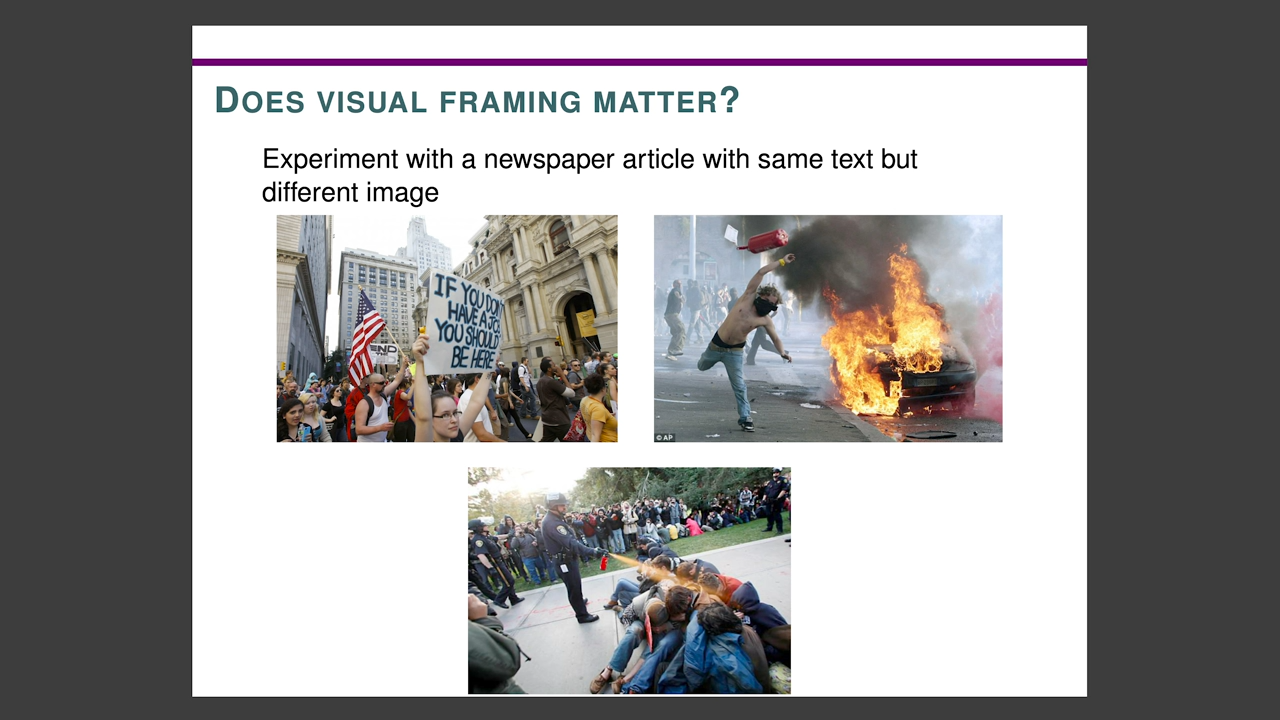 DOES VISUAL FRAMING MATTER?
Experiment with a newspaper article with same text but
different image
IF YOU DON'T
HAVE A JOB
YOU SHOULD
BE HERE
END
© AP